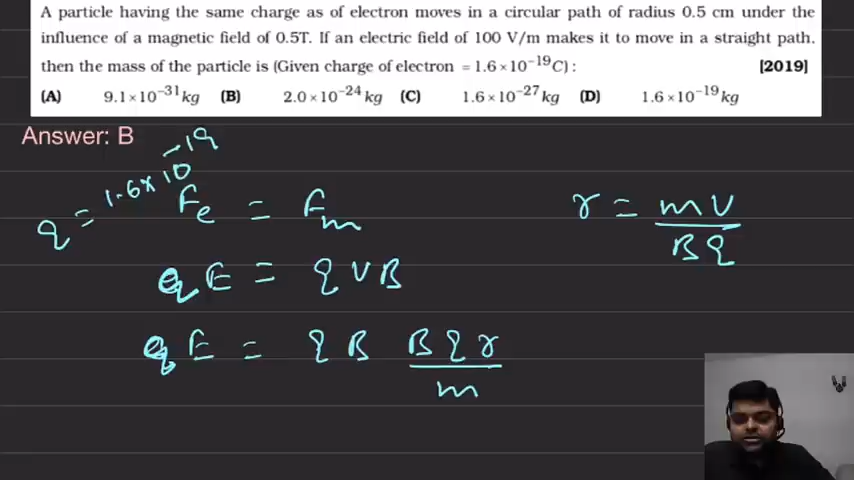 A particle having the same charge as of electron moves in a circular path of radius 0.5 cm under the
influence of a magnetic field of 0.5T. If an electric field of 100 V/m makes it to move in a straight path,
then the mass of the particle is (Given charge of electron = 1.6×10⁻¹⁹C) : [2019]
(A) 9.1×10⁻³¹kg (B) 2.0×10⁻²⁴kg (C) 1.6×10⁻²⁷kg (D) 1.6×10⁻¹⁹kg
Answer: B
q = 1.6×10⁻¹⁹
Fe = Fm
r = mv/Bq
qE = qvB
qE = qB Bqr/m